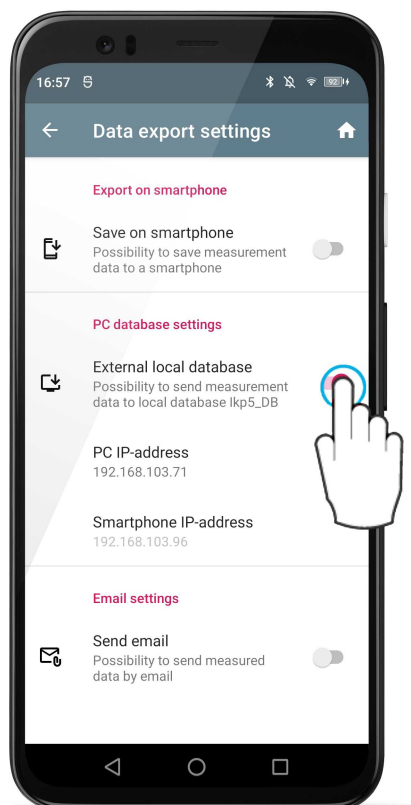 16:57
92
Data export settings
Export on smartphone
Save on smartphone
Possibility to save measurement
data to a smartphone
PC database settings
External local database
Possibility to send measurement
data to local database Ikp5_DB
PC IP-address
192.168.103.71
Smartphone IP-address
192.168.103.96
Email settings
Send email
Possibility to send measured
data by email